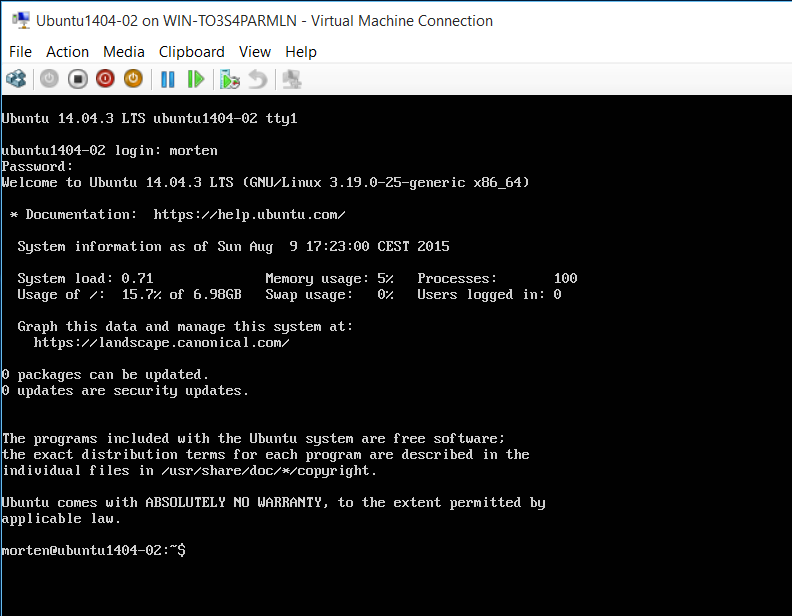 Ubuntu1404-02 on WIN-TO3S4PARMLN - Virtual Machine Connection
File Action Media Clipboard View Help
Ubuntu 14.04.3 LTS ubuntu1404-02 tty1
ubuntu1404-02 login: morten
Password:
Welcome to Ubuntu 14.04.3 LTS (GNU/Linux 3.19.0-25-generic x86_64)
* Documentation: https://help.ubuntu.com/
System information as of Sun Aug 9 17:23:00 CEST 2015
System load: 0.71 Memory usage: 5% Processes: 100
Usage of /: 15.7% of 6.98GB Swap usage: 0% Users logged in: 0
Graph this data and manage this system at:
https://landscape.canonical.com/
0 packages can be updated.
0 updates are security updates.
The programs included with the Ubuntu system are free software;
the exact distribution terms for each program are described in the
individual files in /usr/share/doc/*/copyright.
Ubuntu comes with ABSOLUTELY NO WARRANTY, to the extent permitted by
applicable law.
morten@ubuntu1404-02:~$